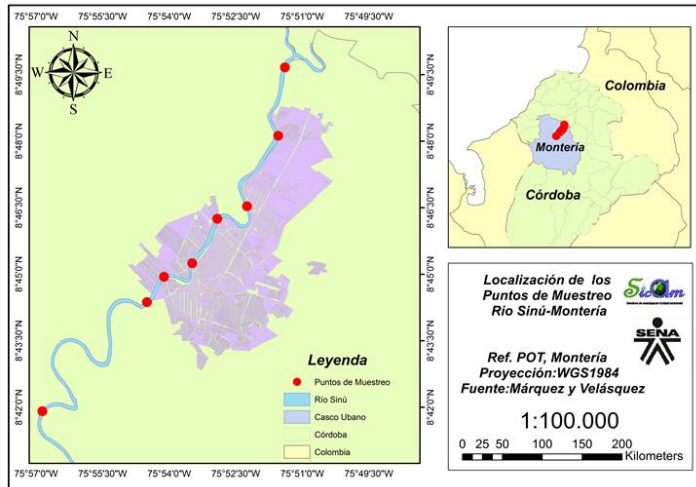 75°57'0"W 75°55'30"W 75°54'0"W 75°52'30"W 75°51'0"W 75°49'30"W
N
W E
S
8°49'30"N
8°48'0"N
8°46'30"N
8°45'0"N
8°43'30"N
8°42'0"N
8°49'30"N
8°48'0"N
8°46'30"N
8°45'0"N
8°43'30"N
8°42'0"N
Leyenda
Puntos de Muestreo
Río Sinú
Casco Ubano
Córdoba
Colombia
75°57'0"W 75°55'30"W 75°54'0"W 75°52'30"W 75°51'0"W 75°49'30"W
Colombia
Montería
Córdoba
Localización de los
Puntos de Muestreo
Río Sinú-Montería
SENA
Ref. POT, Montería
Proyección:WGS1984
Fuente:Márquez y Velásquez
1:100.000
0 25 50 100 150 200
Kilometers